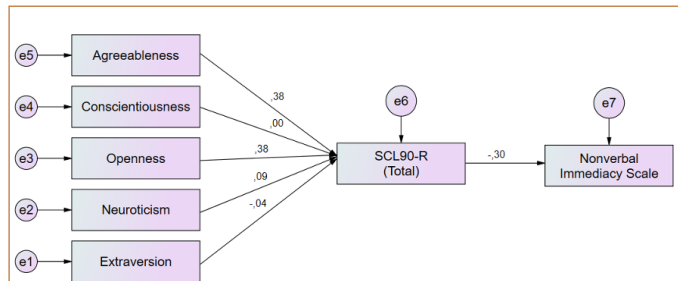 e5
Agreeableness
,38
e4
Conscientiousness
,00
e3
Openness
,38
e2
Neuroticism
,09
e1
Extraversion
-,04
e6
SCL90-R
(Total)
-,30
e7
Nonverbal
Immediacy Scale